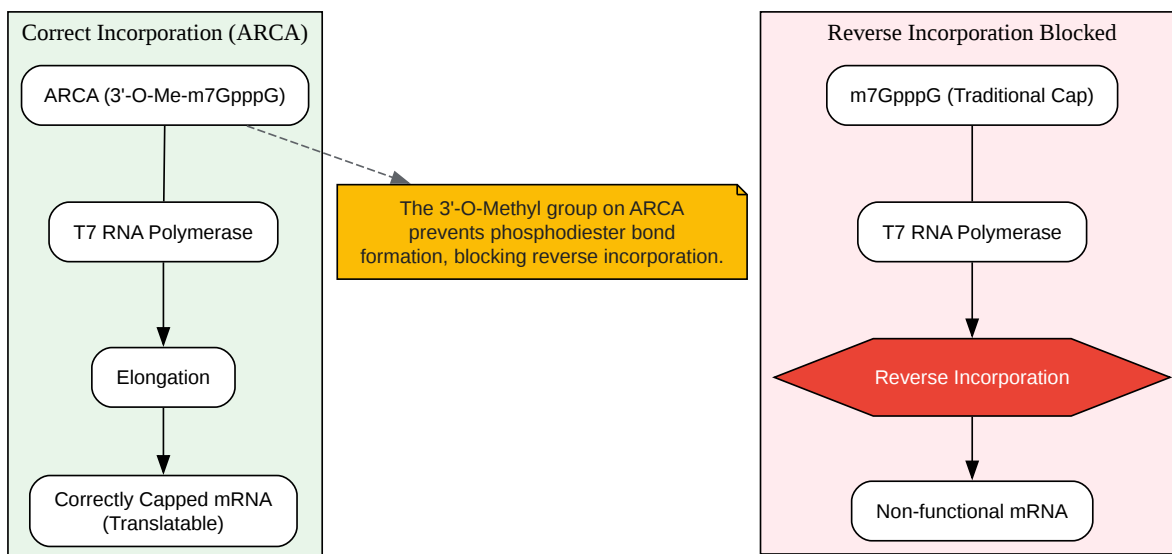 Correct Incorporation (ARCA)
ARCA (3'-O-Me-m7GpppG)
T7 RNA Polymerase
Elongation
Correctly Capped mRNA
(Translatable)
The 3'-O-Methyl group on ARCA
prevents phosphodiester bond
formation, blocking reverse incorporation.
Reverse Incorporation Blocked
m7GpppG (Traditional Cap)
T7 RNA Polymerase
Reverse Incorporation
Non-functional mRNA